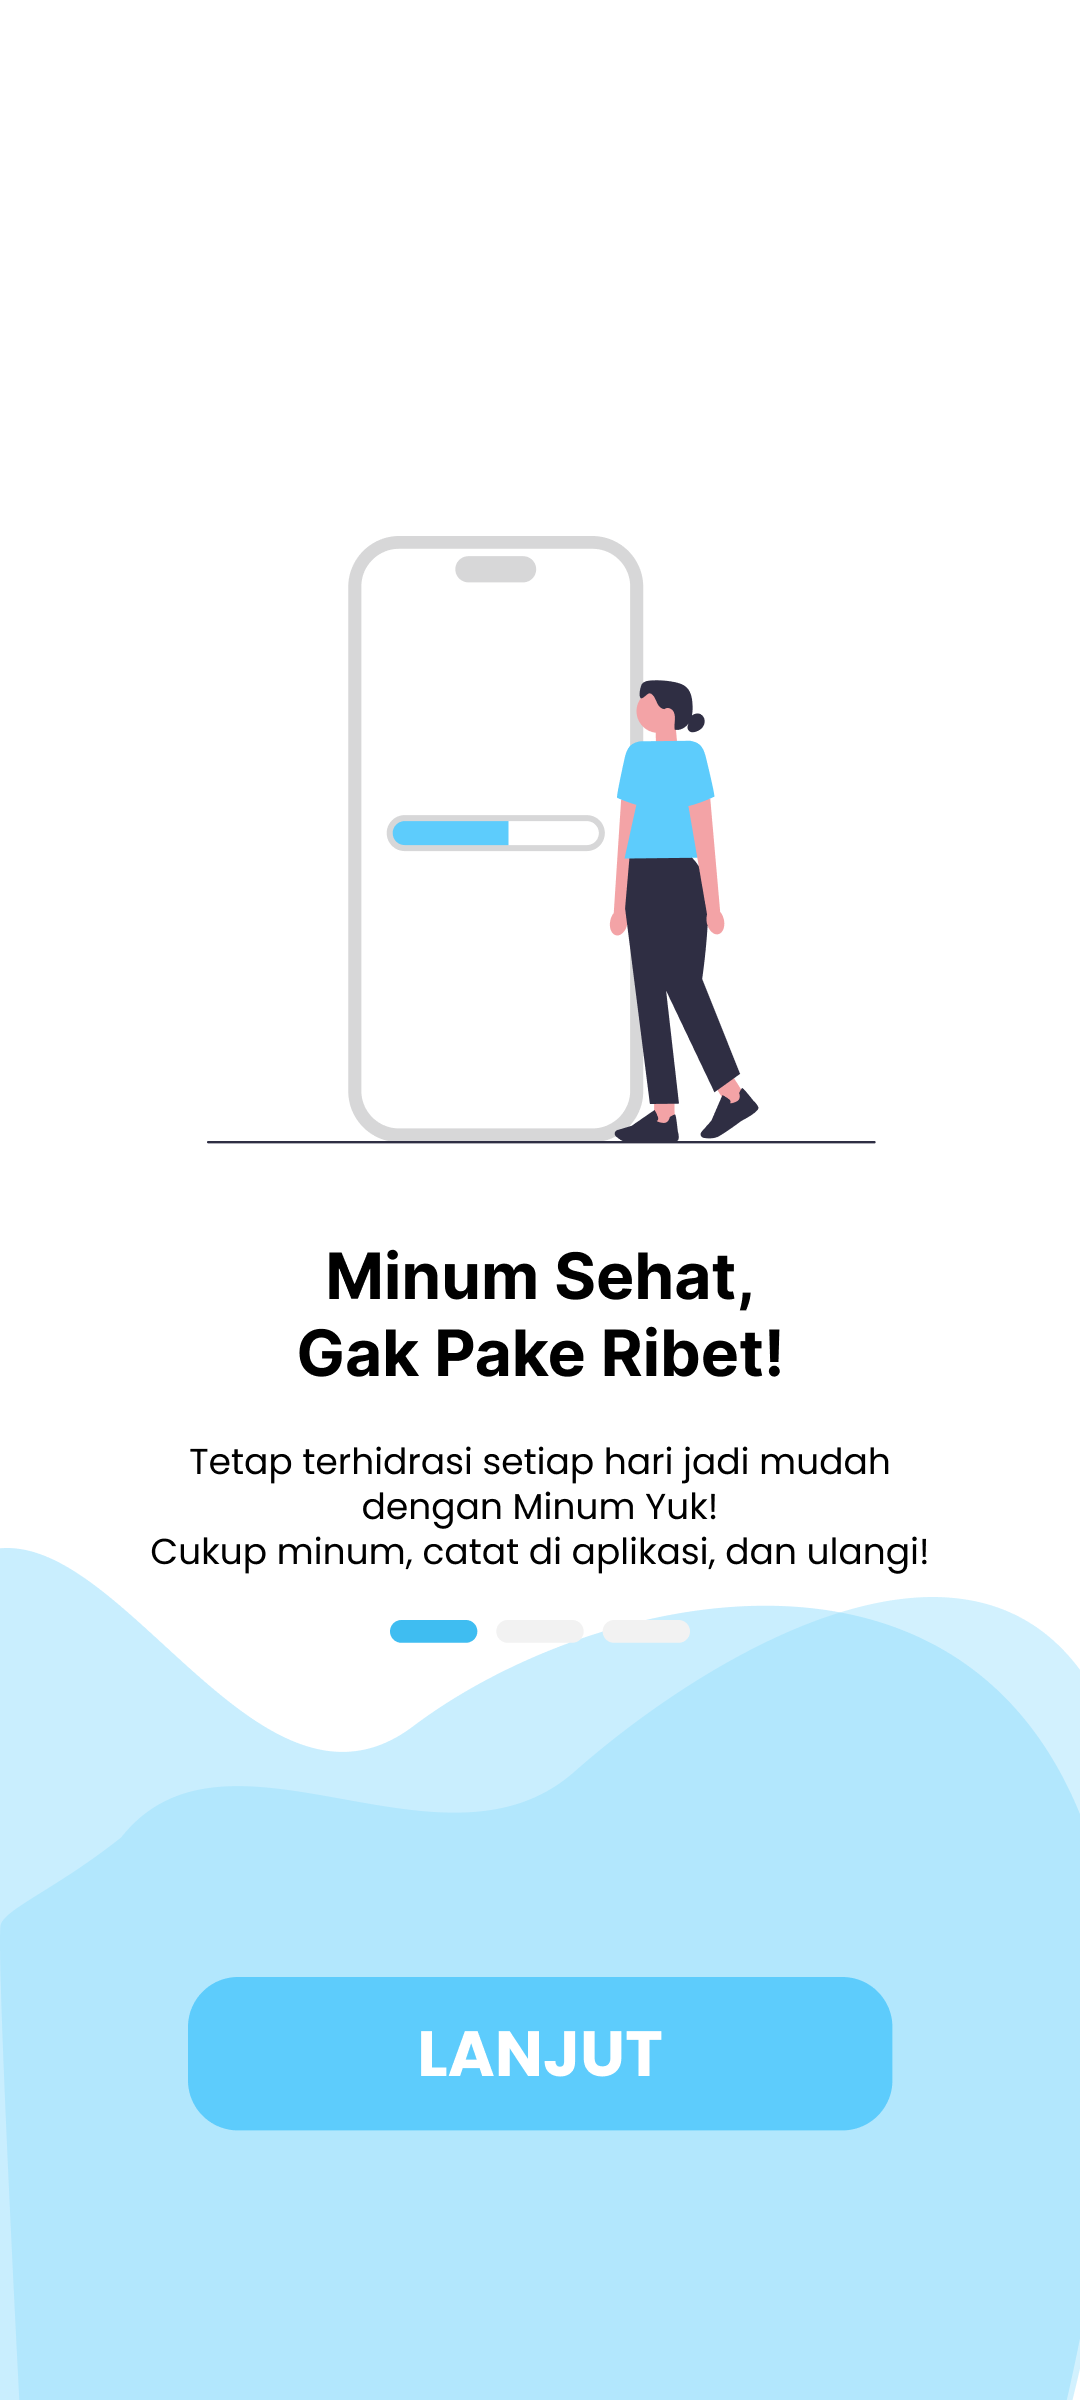 Minum Sehat,
Gak Pake Ribet!
Tetap terhidrasi setiap hari jadi mudah
dengan Minum Yuk!
Cukup minum, catat di aplikasi, dan ulangi!
LANJUT